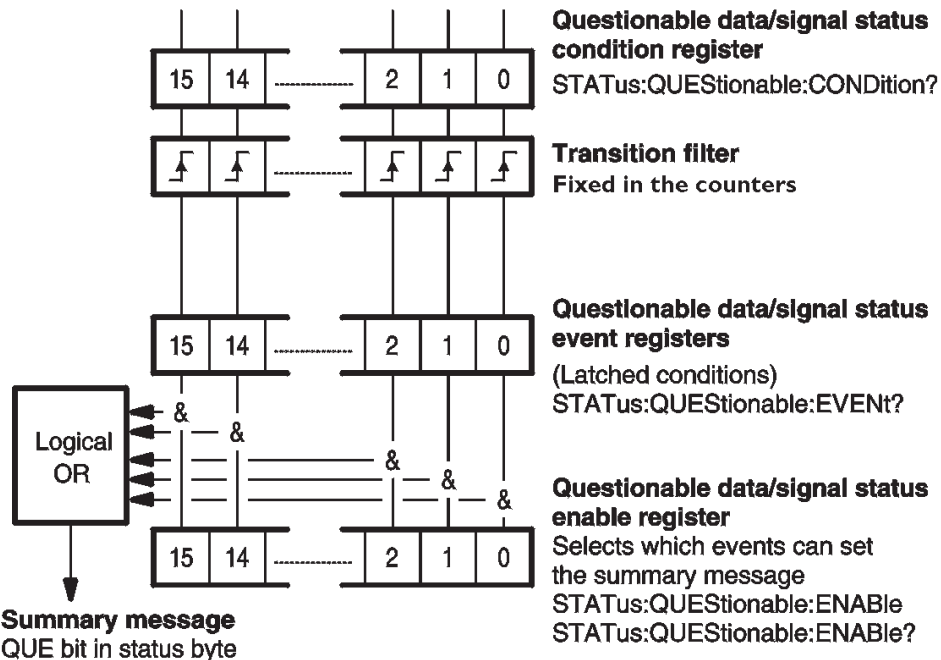 Questionable data/signal status
condition register
STATus:QUEStionable:CONDition?
15 14 2 1 0
Transition filter
Fixed in the counters
Questionable data/signal status
event registers
(Latched conditions)
STATus:QUEStionable:EVENt?
15 14 2 1 0
&
&
&
&
&
Logical
OR
Questionable data/signal status
enable register
Selects which events can set
the summary message
STATus:QUEStionable:ENABle
STATus:QUEStionable:ENABle?
15 14 2 1 0
Summary message
QUE bit in status byte